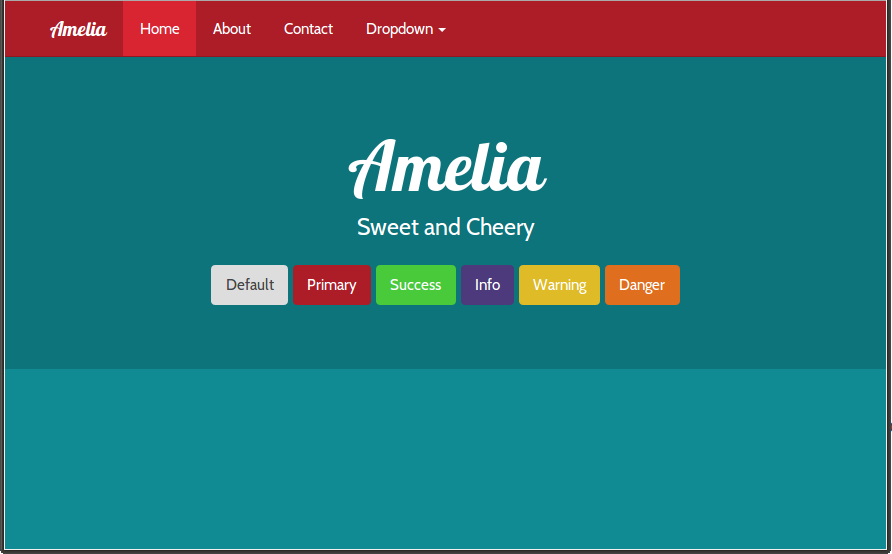 Amelia Home About Contact Dropdown
Amelia
Sweet and Cheery
Default Primary Success Info Warning Danger